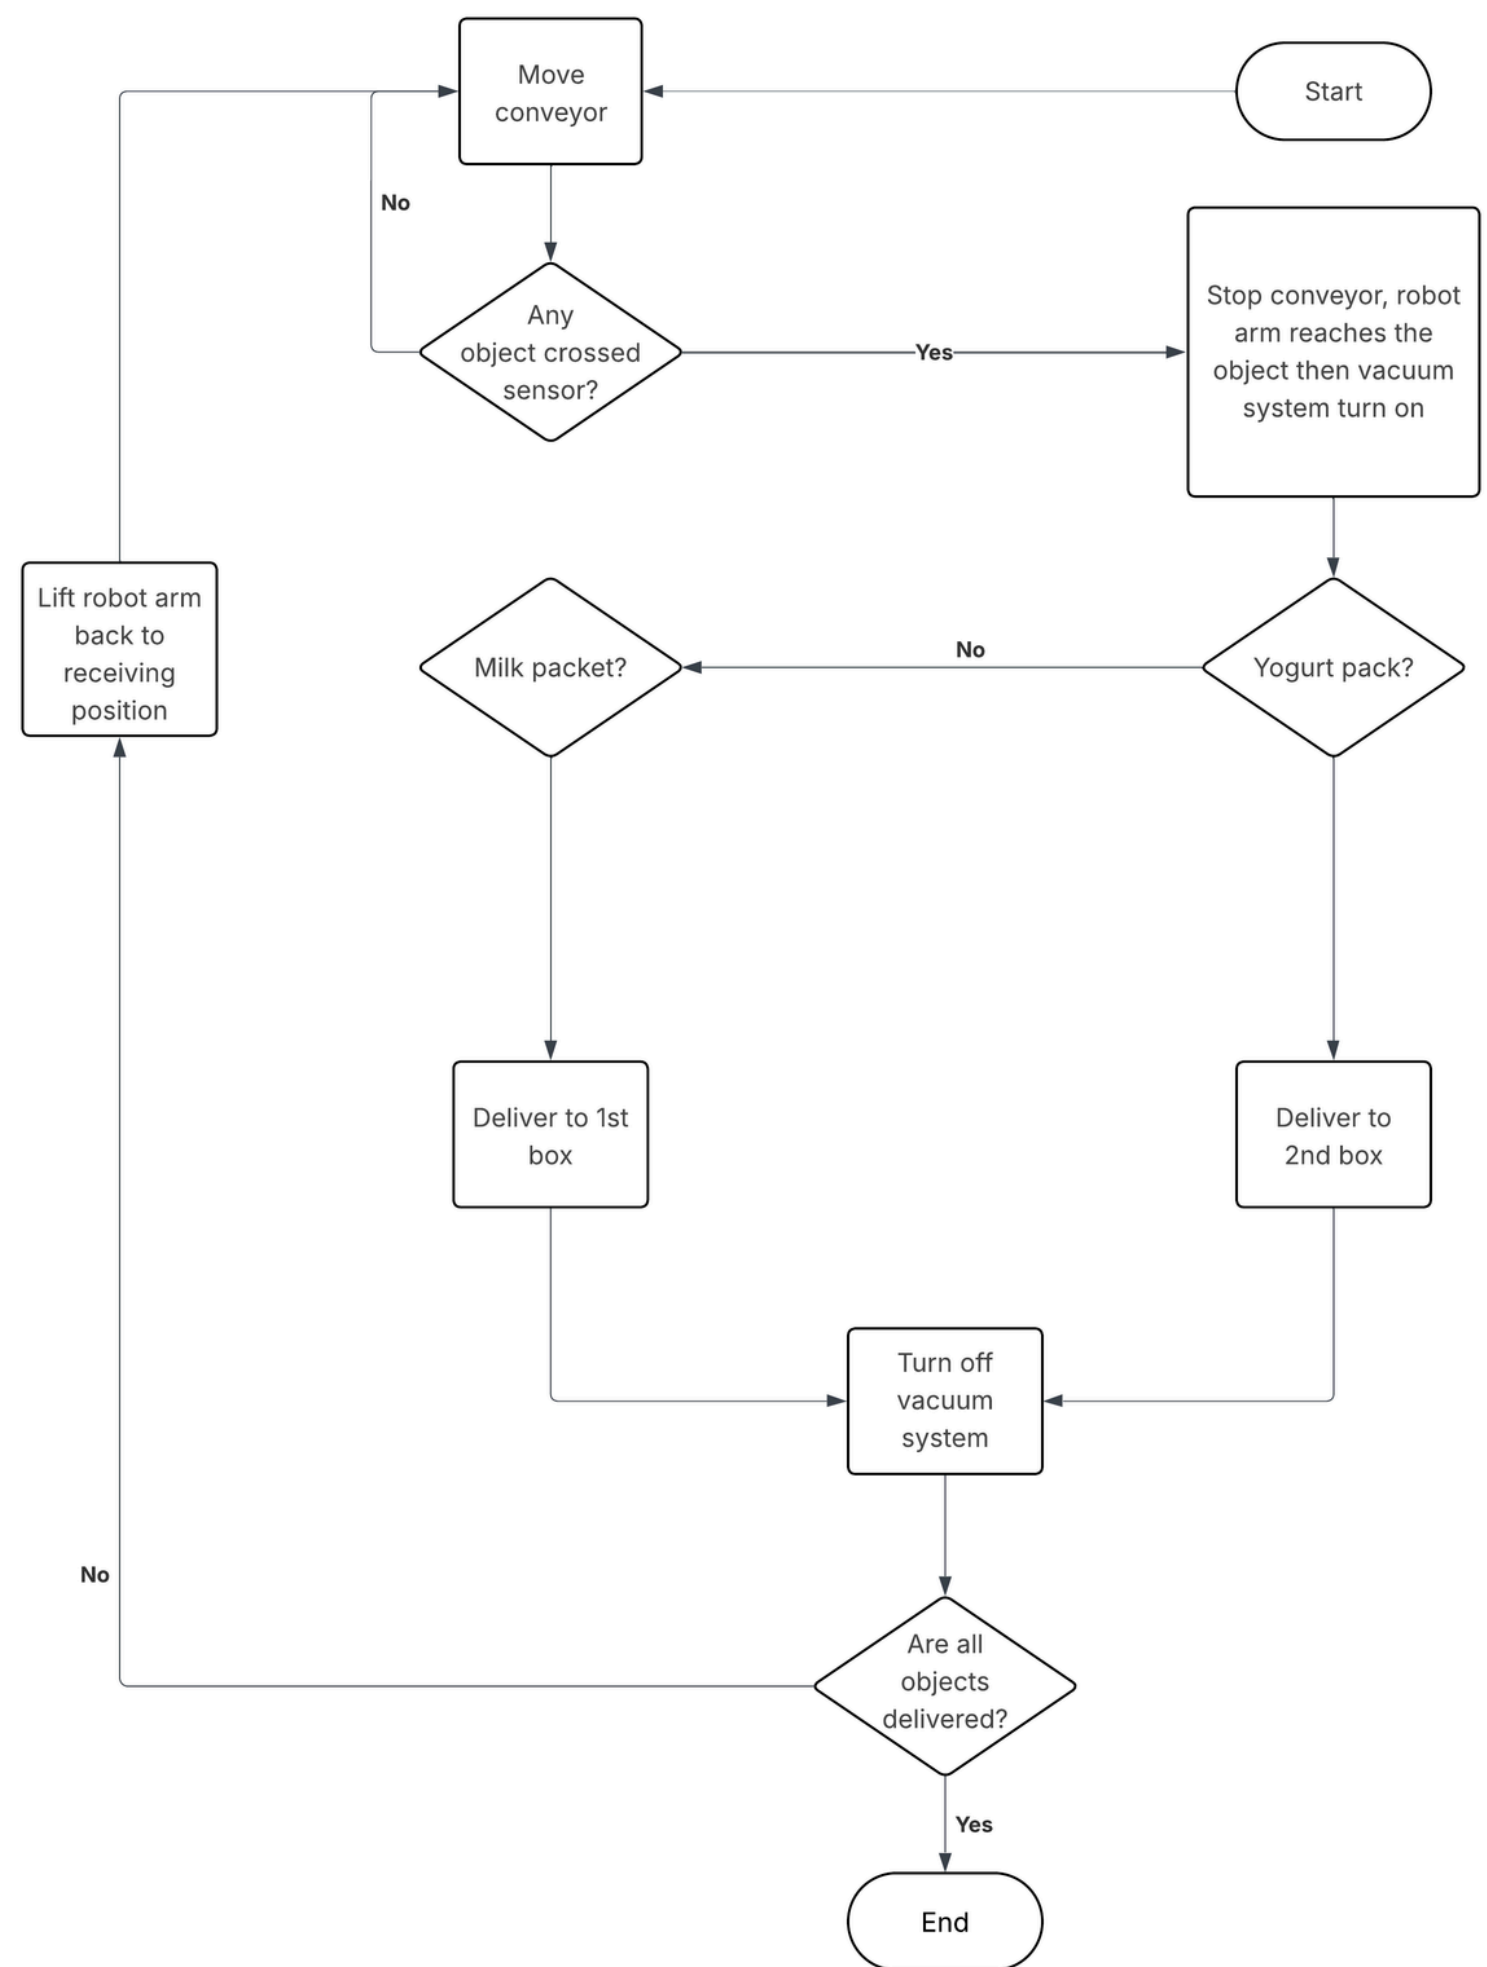 Move
conveyor
Start
No
Any
object crossed
sensor?
Yes
Stop conveyor, robot
arm reaches the
object then vacuum
system turn on
Lift robot arm
back to
receiving
position
Milk packet?
No
Yogurt pack?
Deliver to 1st
box
Deliver to
2nd box
Turn off
vacuum
system
No
Are all
objects
delivered?
Yes
End